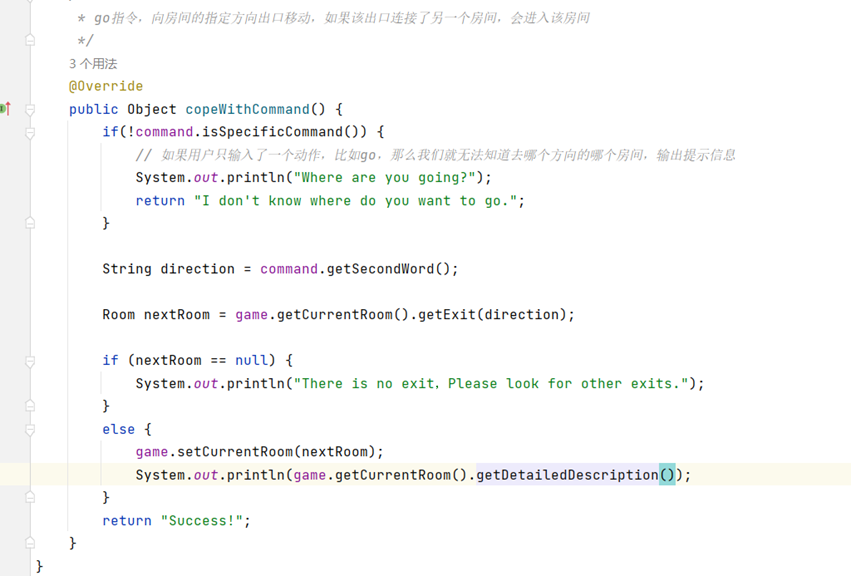 * go指令，向房间的指定方向出口移动，如果该出口连接了另一个房间，会进入该房间
*/
3 个用法
@Override
public Object copeWithCommand() {
if(!command.isSpecificCommand()) {
// 如果用户只输入了一个动作，比如go，那么我们就无法知道去哪个方向的哪个房间，输出提示信息
System.out.println("Where are you going?");
return "I don't know where do you want to go.";
}
String direction = command.getSecondWord();
Room nextRoom = game.getCurrentRoom().getExit(direction);
if (nextRoom == null) {
System.out.println("There is no exit，Please look for other exits.");
}
else {
game.setCurrentRoom(nextRoom);
System.out.println(game.getCurrentRoom().getDetailedDescription());
}
return "Success!";
}
}